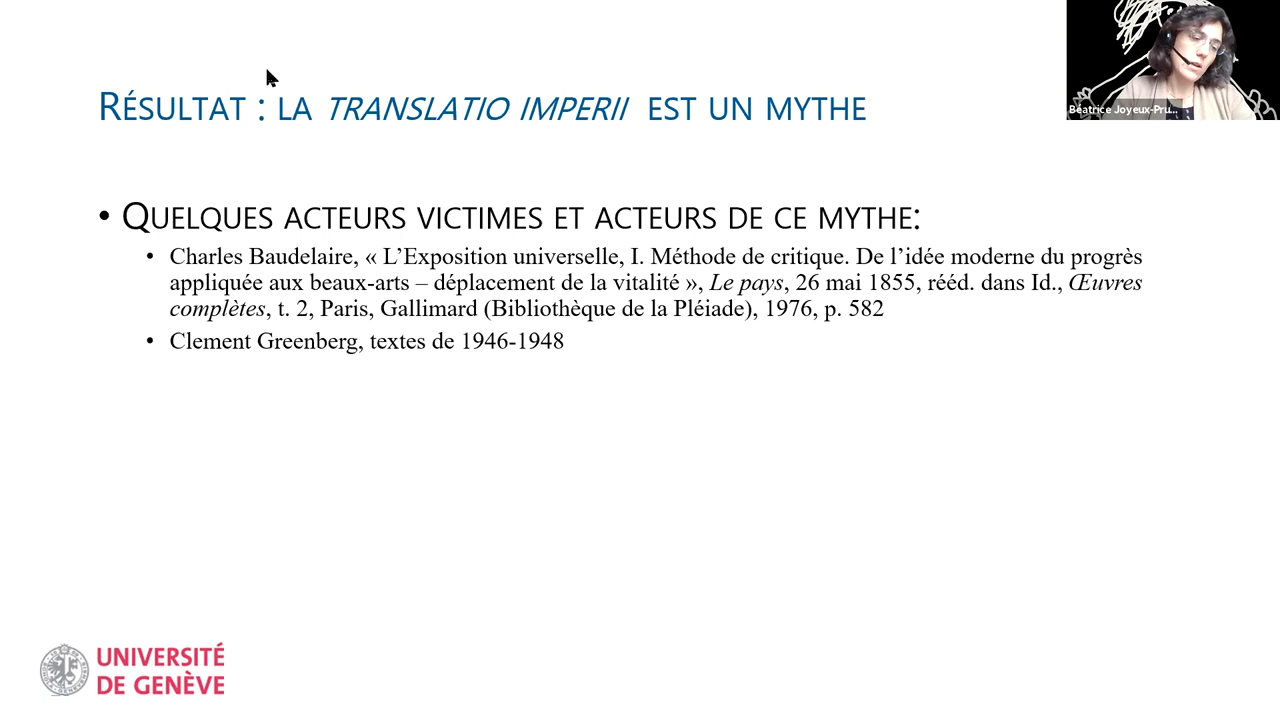 Résultat : la translatio imperii est un mythe
Béatrice Joyeux-Pru...
• Quelques acteurs victimes et acteurs de ce mythe:
• Charles Baudelaire, « L’Exposition universelle, I. Méthode de critique. De l’idée moderne du progrès
appliquée aux beaux-arts – déplacement de la vitalité », Le pays, 26 mai 1855, rééd. dans Id., Œuvres
complètes, t. 2, Paris, Gallimard (Bibliothèque de la Pléiade), 1976, p. 582
• Clement Greenberg, textes de 1946-1948
UNIVERSITÉ
DE GENÈVE